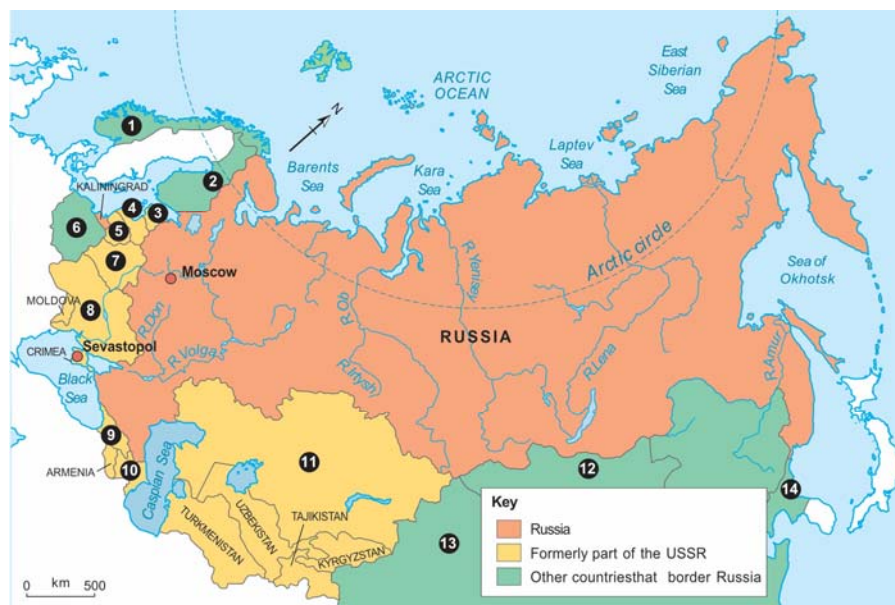 ARCTIC
OCEAN
East
Siberian
Sea
N
1
Barents
Sea
Kara
Sea
Laptev
Sea
2
KALININGRAD
4
3
6
5
7
Moscow
Arctic circle
Sea of
Okhotsk
R.Yenisey
R.Ob
MOLDOVA
8
R.Don
RUSSIA
CRIMEA
Sevastopol
R.Volga
R.Irtysh
R.Lena
R.Amur
Black
Sea
9
ARMENIA
10
Caspian Sea
11
12
14
TURKMENISTAN
UZBEKISTAN
TAJIKISTAN
KYRGYZSTAN
13
Key
Russia
Formerly part of the USSR
Other countriesthat border Russia
km
0 500